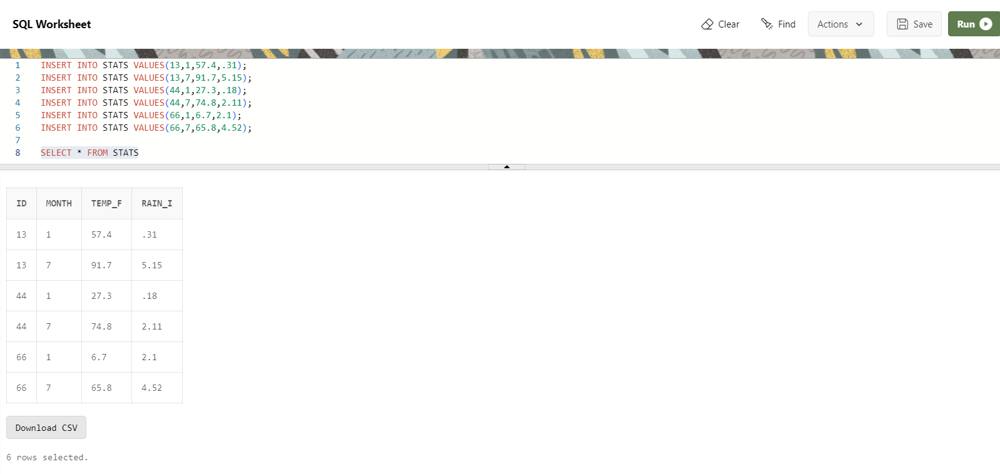 SQL Worksheet Clear Find Actions Save Run
1 INSERT INTO STATS VALUES(13,1,57.4,.31);
2 INSERT INTO STATS VALUES(13,7,91.7,5.15);
3 INSERT INTO STATS VALUES(44,1,27.3,.18);
4 INSERT INTO STATS VALUES(44,7,74.8,2.11);
5 INSERT INTO STATS VALUES(66,1,6.7,2.1);
6 INSERT INTO STATS VALUES(66,7,65.8,4.52);
7
8 SELECT * FROM STATS
ID MONTH TEMP_F RAIN_I
13 1 57.4 .31
13 7 91.7 5.15
44 1 27.3 .18
44 7 74.8 2.11
66 1 6.7 2.1
66 7 65.8 4.52
Download CSV
6 rows selected.